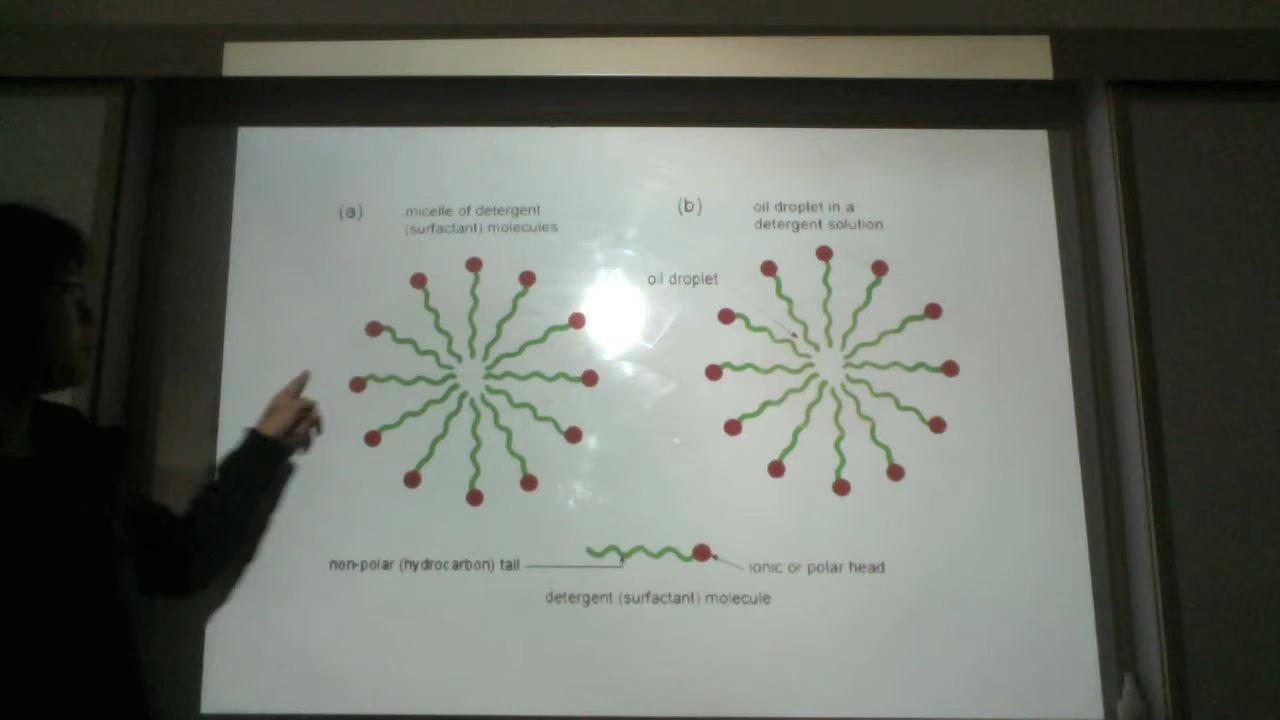 (a)
micelle of detergent
(surfactant) molecules
(b)
oil droplet in a
detergent solution
oil droplet
non-polar (hydrocarbon) tail
ionic or polar head
detergent (surfactant) molecule